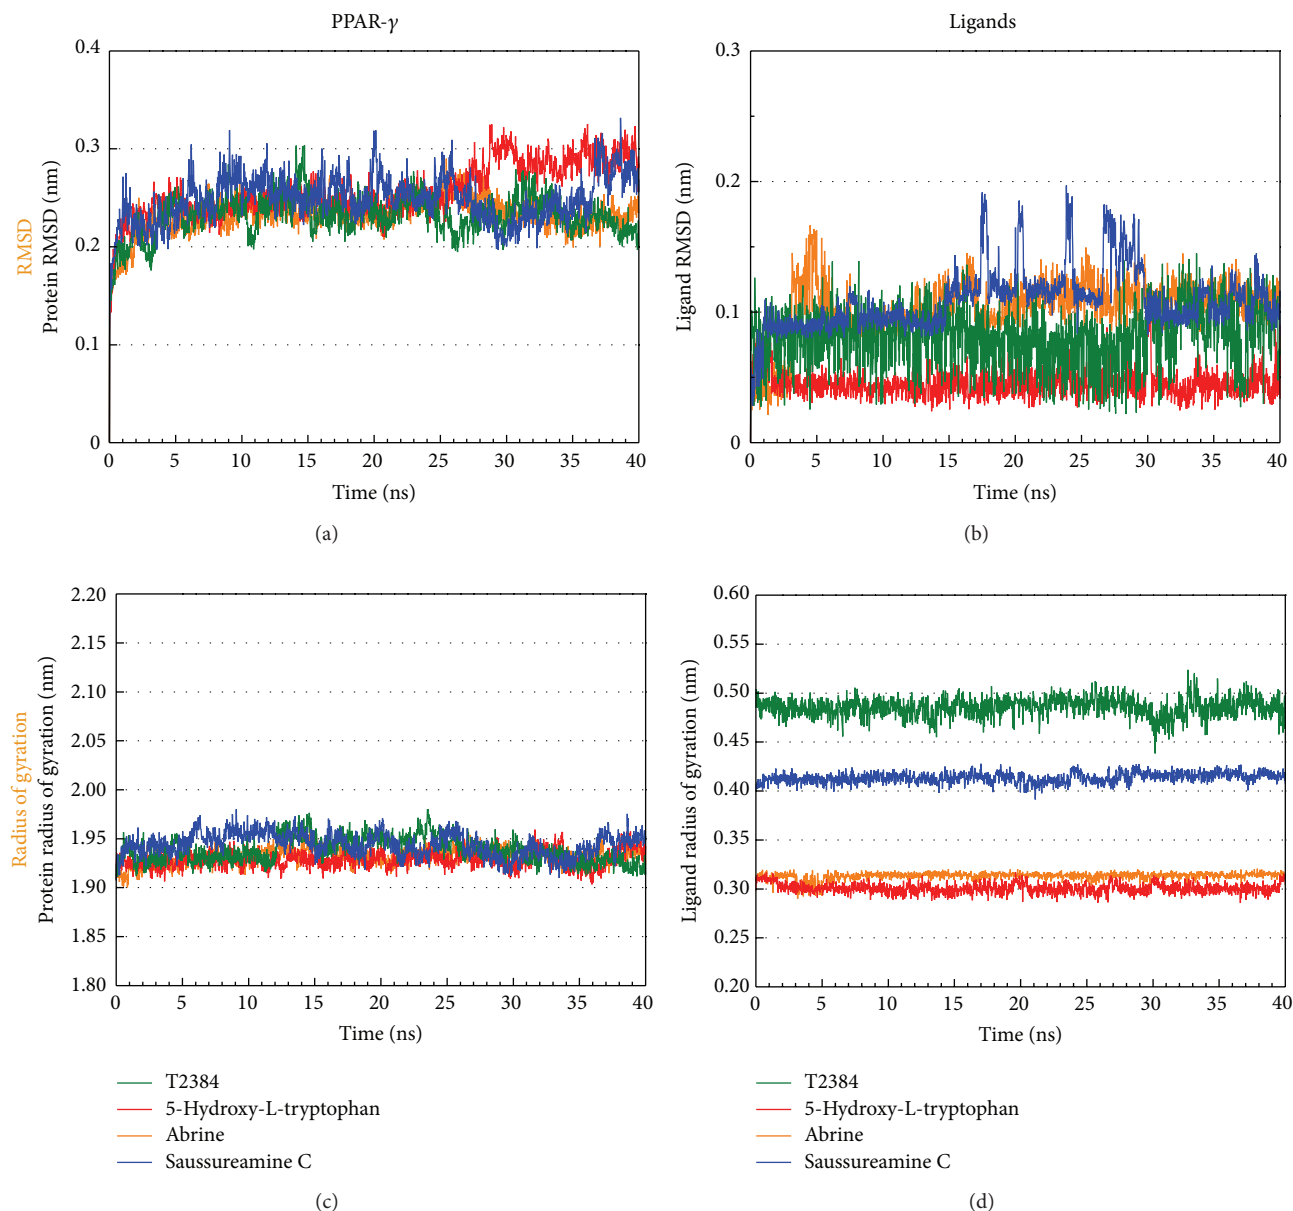 (a)
(b)
PPAR-γ
Ligands
RMSD
Protein RMSD (nm)
0.4
0.3
0.2
0.1
0
0 5 10 15 20 25 30 35 40
Time (ns)
(a)
Ligand RMSD (nm)
0.3
0.2
0.1
0
0 5 10 15 20 25 30 35 40
Time (ns)
(b)
Radius of gyration
Protein radius of gyration (nm)
2.20
2.15
2.10
2.05
2.00
1.95
1.90
1.85
1.80
0 5 10 15 20 25 30 35 40
Time (ns)
T2384
5-Hydroxy-L-tryptophan
Abrine
Saussureamine C
(c)
Ligand radius of gyration (nm)
0.60
0.55
0.50
0.45
0.40
0.35
0.30
0.25
0.20
0 5 10 15 20 25 30 35 40
Time (ns)
T2384
5-Hydroxy-L-tryptophan
Abrine
Saussureamine C
(d)